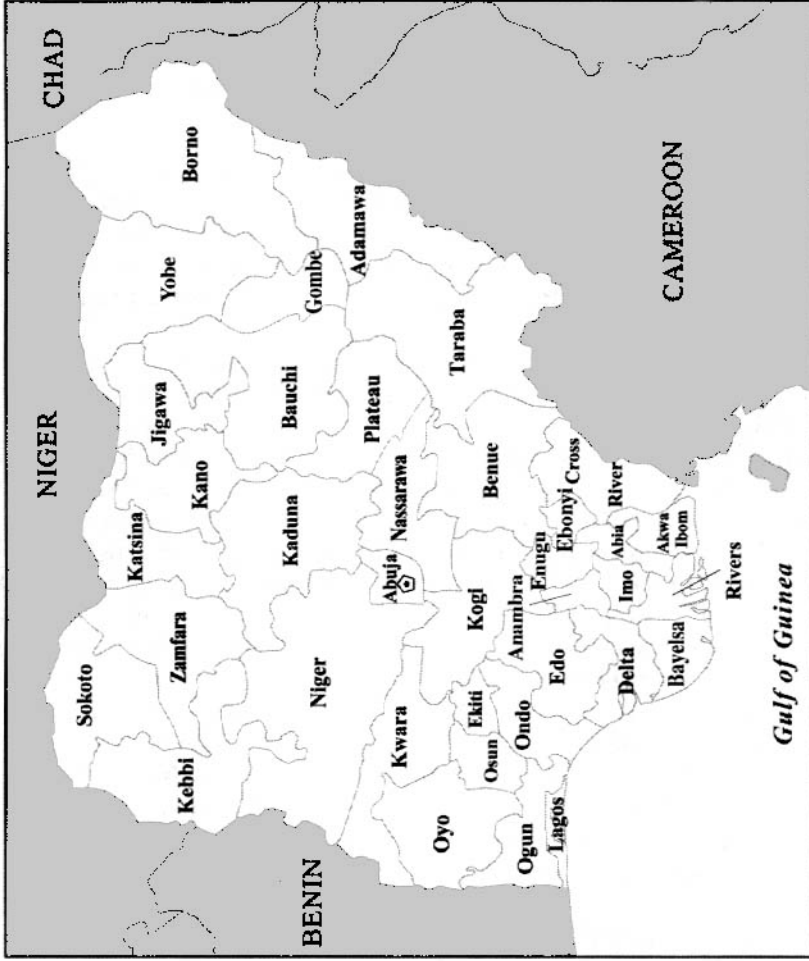 NIGER
CHAD
Sokoto
Katsina
Jigawa
Yobe
Borno
Kebbi
Zamfara
Kano
Kaduna
Bauchi
Gombe
Adamawa
BENIN
Niger
Abuja
Plateau
Nassarawa
Taraba
Kwara
Oyo
Kogi
Benue
Ekiti
Osun
Ondo
Ogun
Lagos
Edo
Anambra
Enugu
Ebonyi
Cross
River
Abia
Imo
Akwa
Ibom
Delta
Bayelsa
Rivers
CAMEROON
Gulf of Guinea